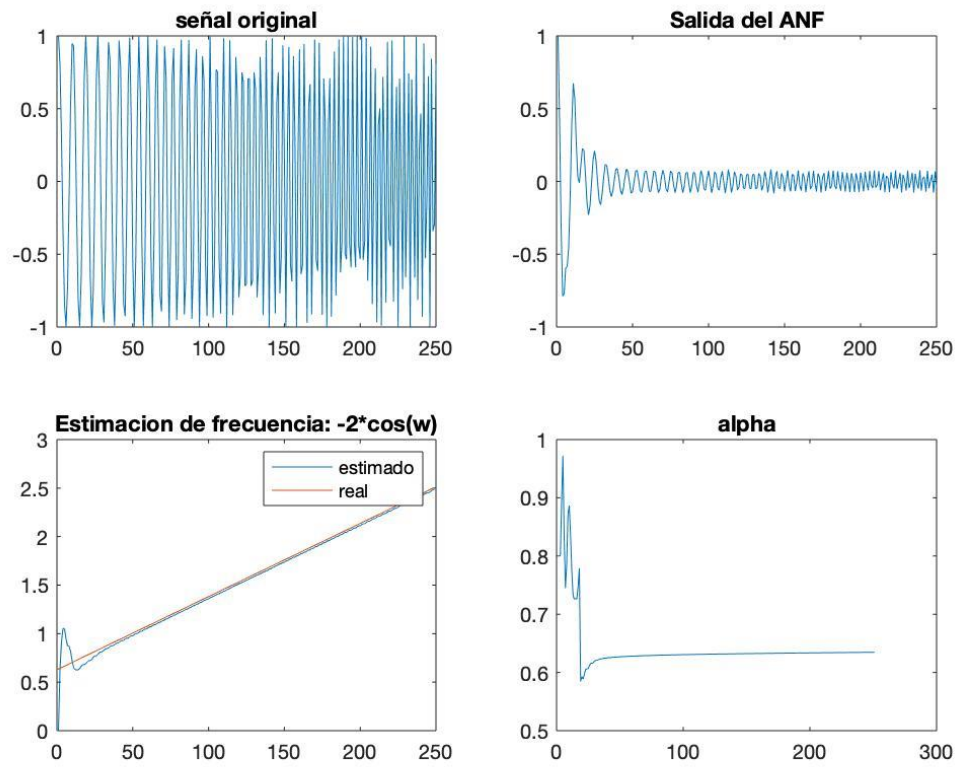 señal original
1
0.5
0
-0.5
-1
0 50 100 150 200 250
Salida del ANF
1
0.5
0
-0.5
-1
0 50 100 150 200 250
Estimacion de frecuencia: -2*cos(w)
3
2.5
2
1.5
1
0.5
0
0 50 100 150 200 250
estimado
real
alpha
1
0.9
0.8
0.7
0.6
0.5
0 100 200 300